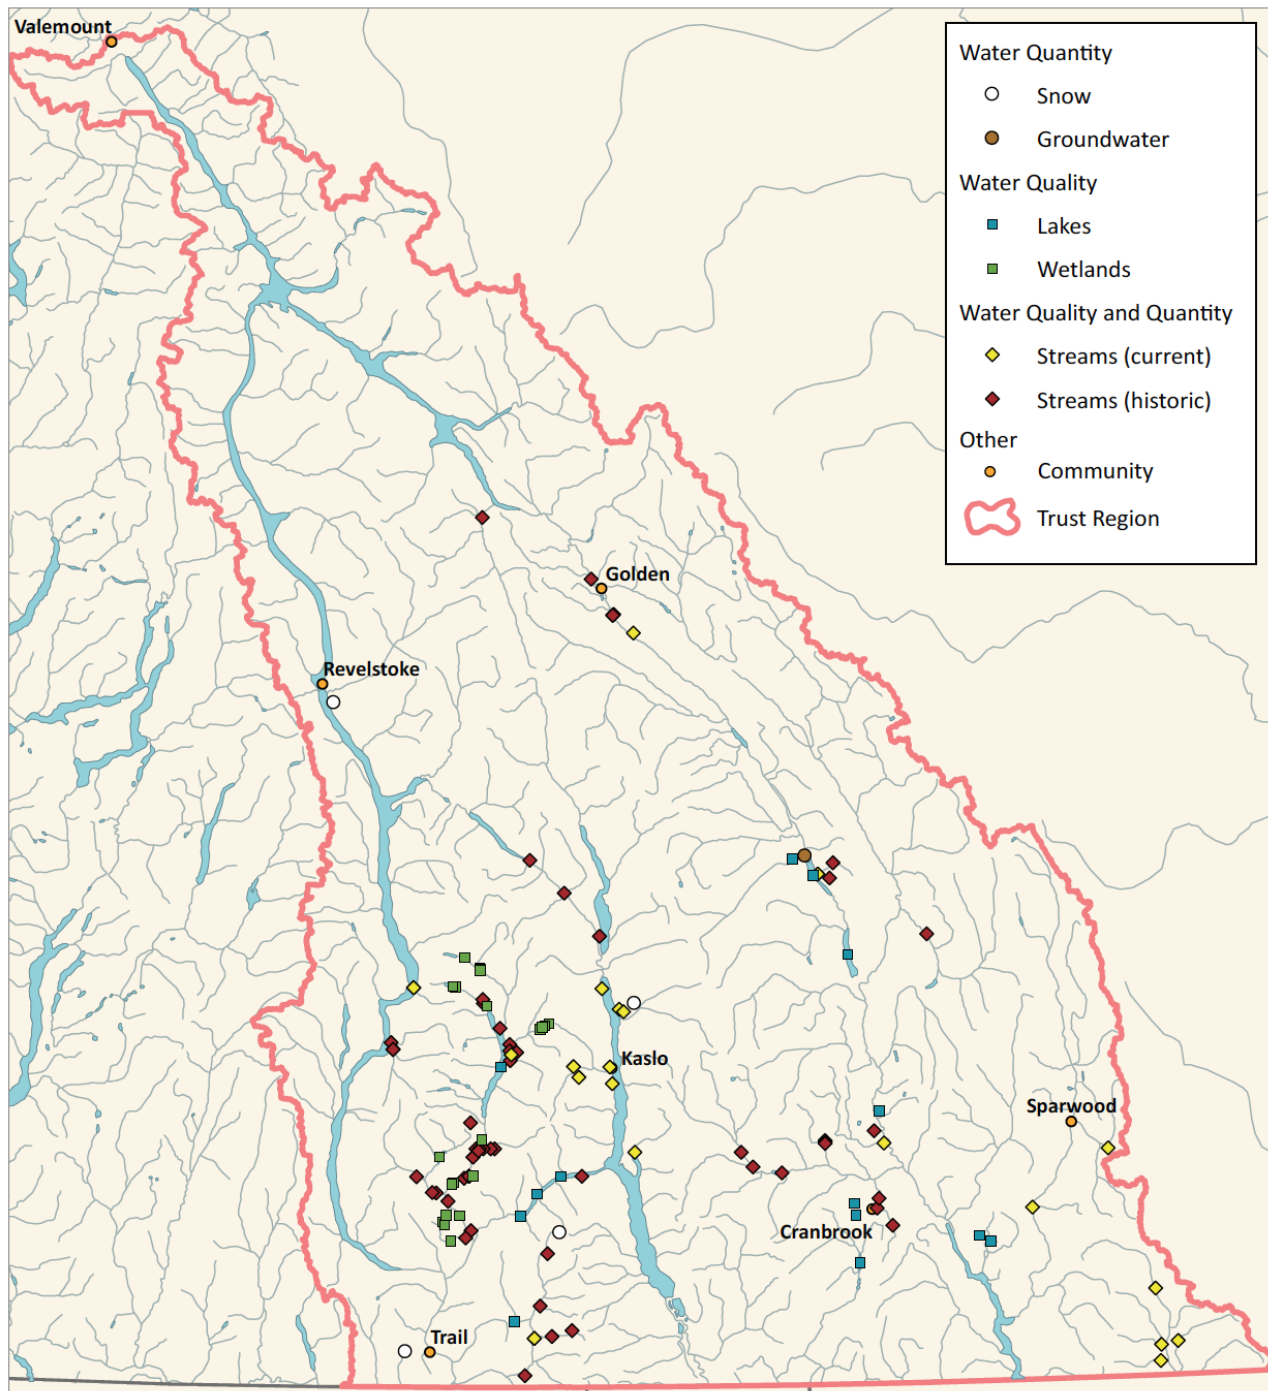 Valemount
Water Quantity
Snow
Groundwater
Water Quality
Lakes
Wetlands
Water Quality and Quantity
Streams (current)
Streams (historic)
Other
Community
Trust Region
Golden
Revelstoke
Kaslo
Sparwood
Cranbrook
Trail